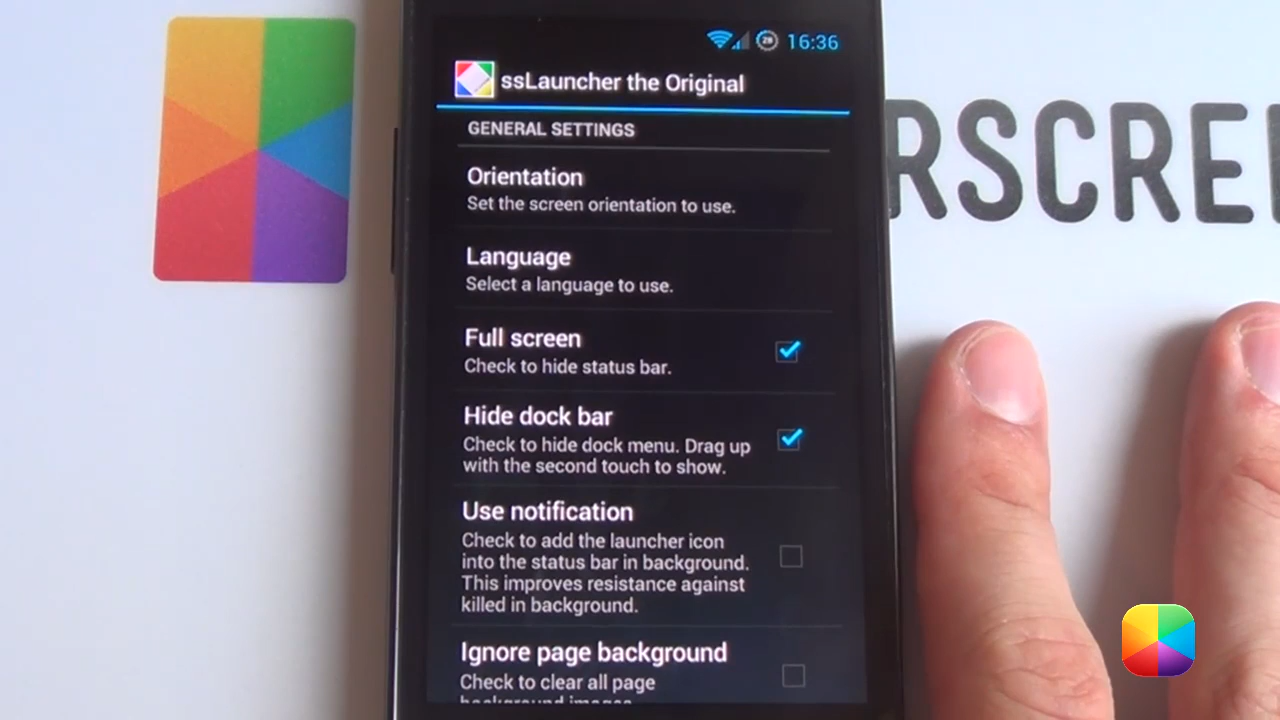 16:36
ssLauncher the Original
GENERAL SETTINGS
Orientation
Set the screen orientation to use.
Language
Select a language to use.
Full screen
Check to hide status bar.
Hide dock bar
Check to hide dock menu. Drag up
with the second touch to show.
Use notification
Check to add the launcher icon
into the status bar in background.
This improves resistance against
killed in background.
Ignore page background
Check to clear all page
background images.
RSCREE